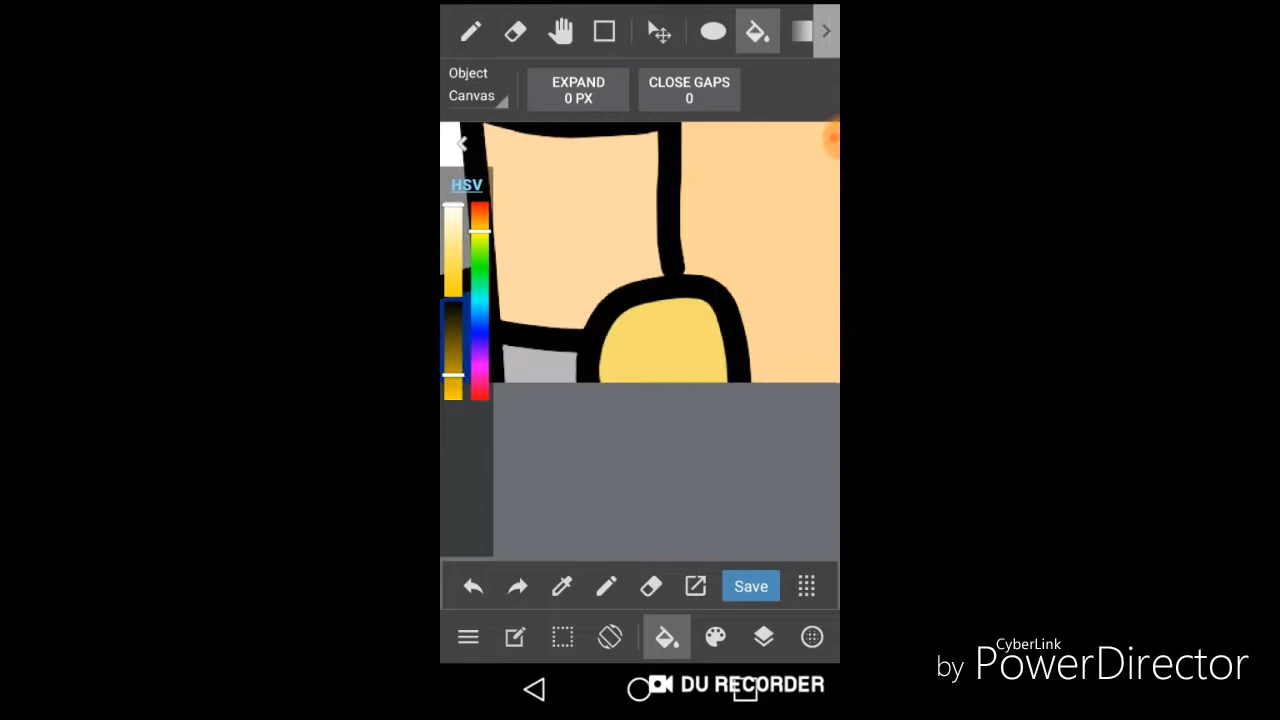 Object
Canvas
EXPAND
0 PX
CLOSE GAPS
0
HSV
Save
DU RECORDER
CyberLink
by PowerDirector